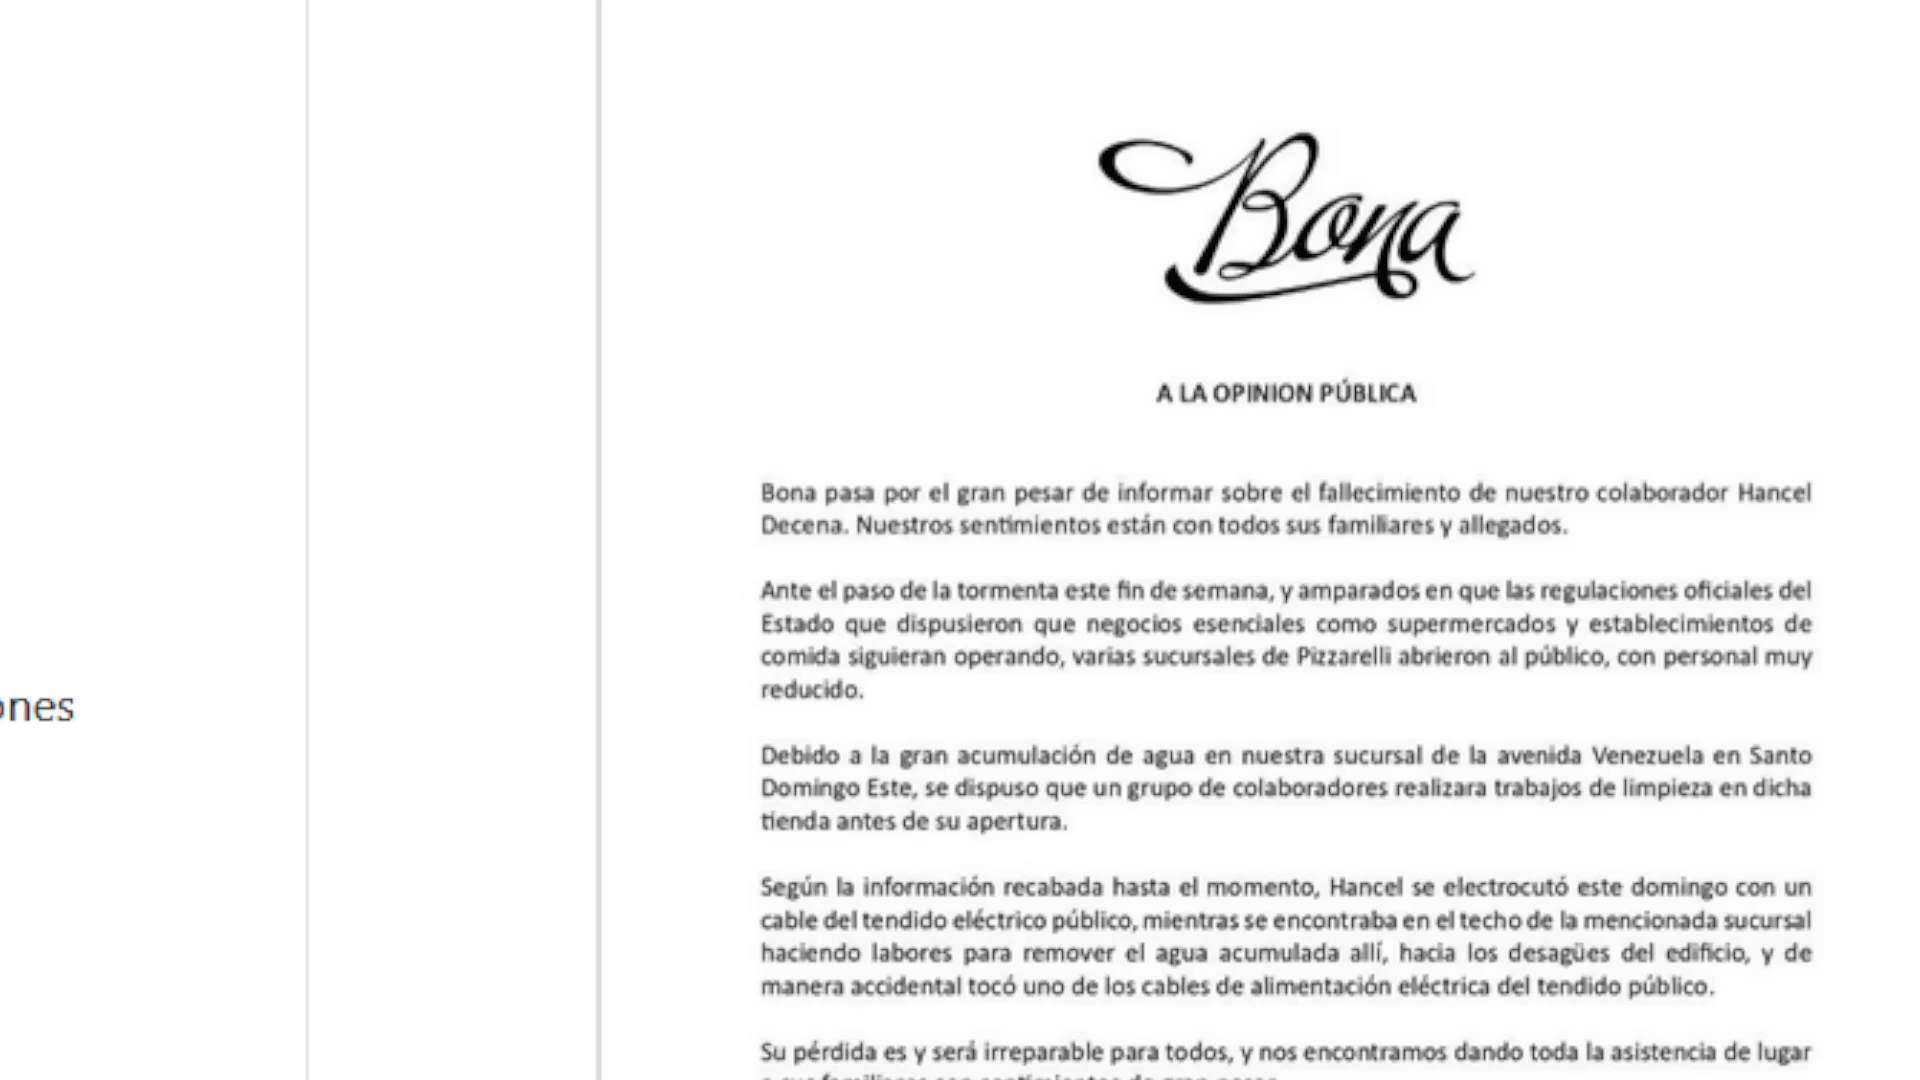 Bona
A LA OPINION PÚBLICA
Bona pasa por el gran pesar de informar sobre el fallecimiento de nuestro colaborador Hancel
Decena. Nuestros sentimientos están con todos sus familiares y allegados.
Ante el paso de la tormenta este fin de semana, y amparados en que las regulaciones oficiales del
Estado que dispusieron que negocios esenciales como supermercados y establecimientos de
comida siguieran operando, varias sucursales de Pizzarelli abrieron al público, con personal muy
reducido.
ones
Debido a la gran acumulación de agua en nuestra sucursal de la avenida Venezuela en Santo
Domingo Este, se dispuso que un grupo de colaboradores realizara trabajos de limpieza en dicha
tienda antes de su apertura.
Según la información recabada hasta el momento, Hancel se electrocutó este domingo con un
cable del tendido eléctrico público, mientras se encontraba en el techo de la mencionada sucursal
haciendo labores para remover el agua acumulada allí, hacia los desagües del edificio, y de
manera accidental tocó uno de los cables de alimentación eléctrica del tendido público.
Su pérdida es y será irreparable para todos, y nos encontramos dando toda la asistencia de lugar